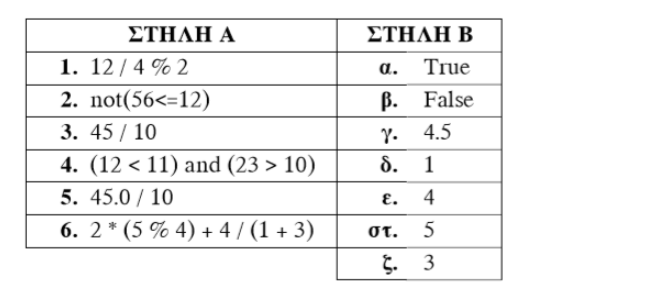 ΣΤΗΛΗ Α ΣΤΗΛΗ Β
1. 12 / 4 % 2 α. True
2. not(56<=12) β. False
3. 45 / 10 γ. 4.5
4. (12 < 11) and (23 > 10) δ. 1
5. 45.0 / 10 ε. 4
6. 2 * (5 % 4) + 4 / (1 + 3) στ. 5
ζ. 3